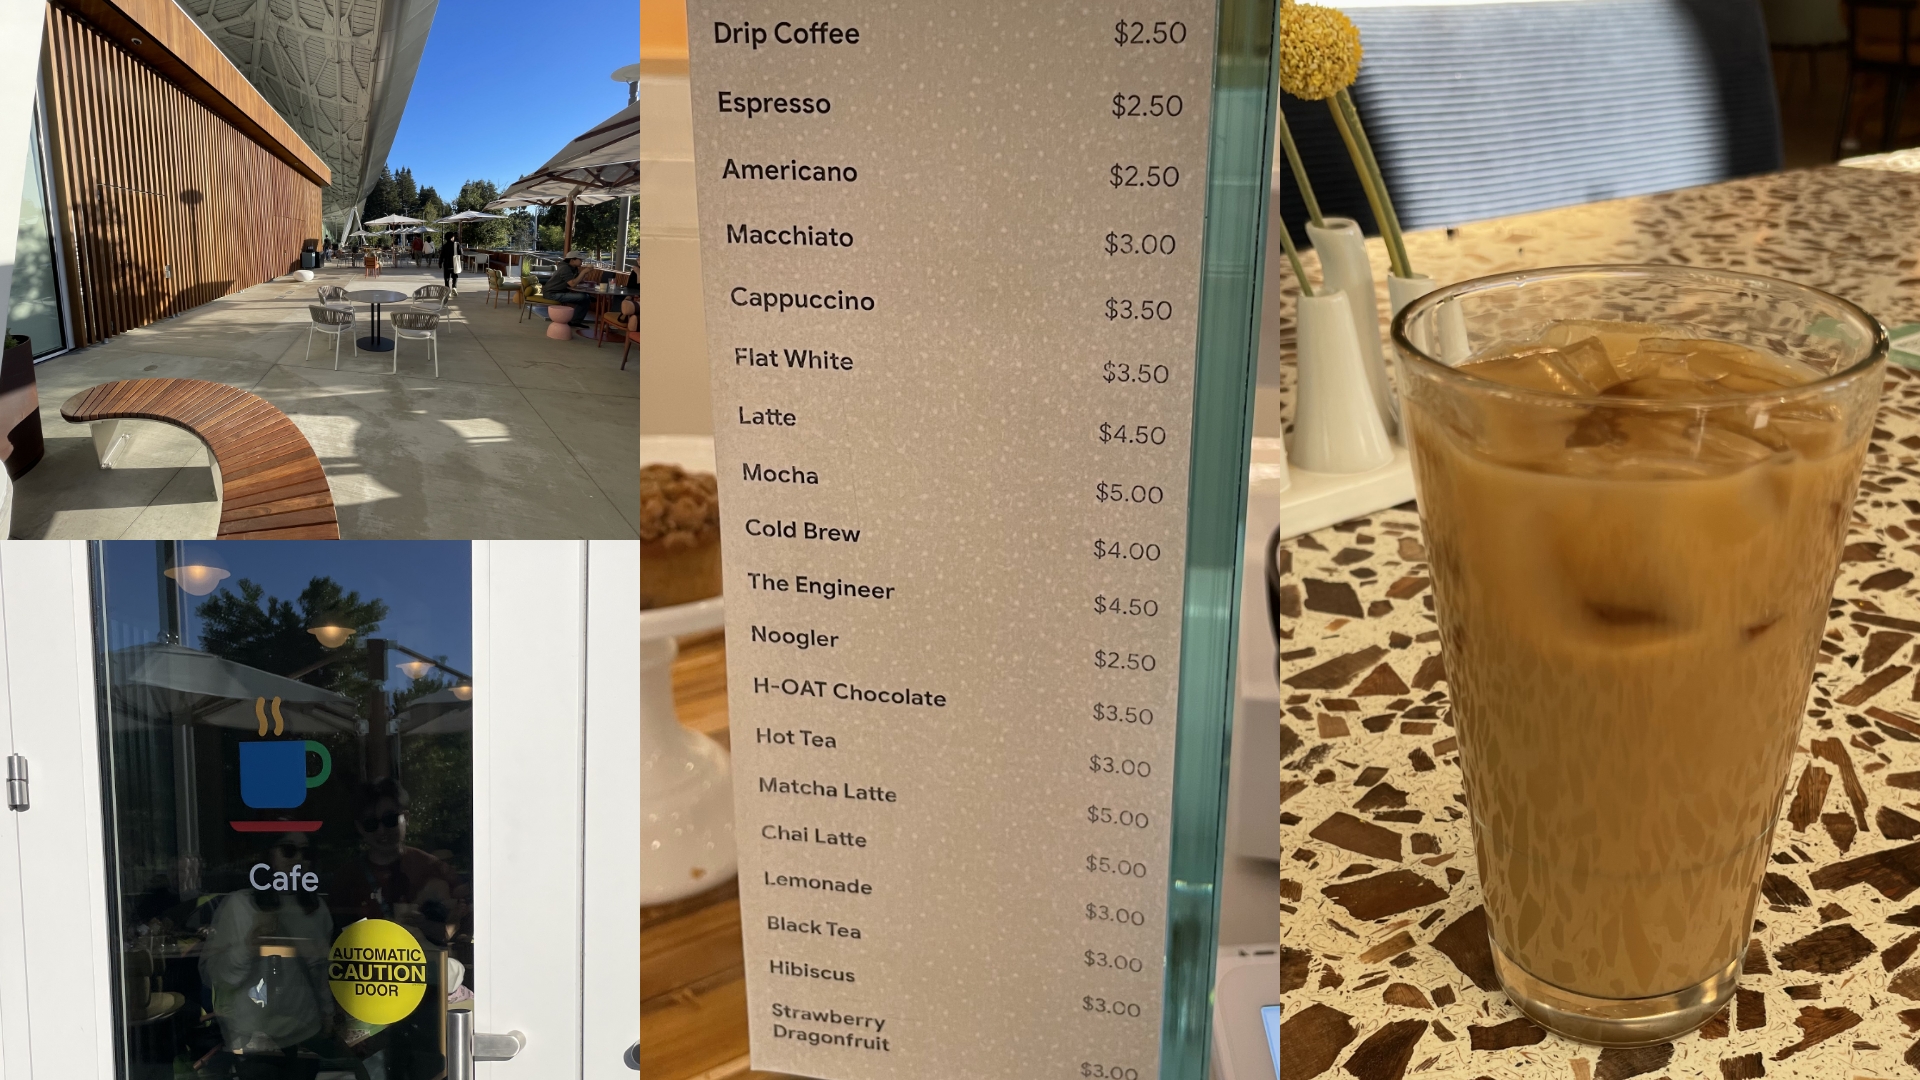 Cafe
AUTOMATIC
CAUTION
DOOR
Drip Coffee $2.50
Espresso $2.50
Americano $2.50
Macchiato $3.00
Cappuccino $3.50
Flat White $3.50
Latte $4.50
Mocha $5.00
Cold Brew $4.00
The Engineer $4.50
Noogler $2.50
H-OAT Chocolate $3.50
Hot Tea $3.00
Matcha Latte $5.00
Chai Latte $5.00
Lemonade $3.00
Black Tea $3.00
Hibiscus $3.00
Strawberry
Dragonfruit $3.00